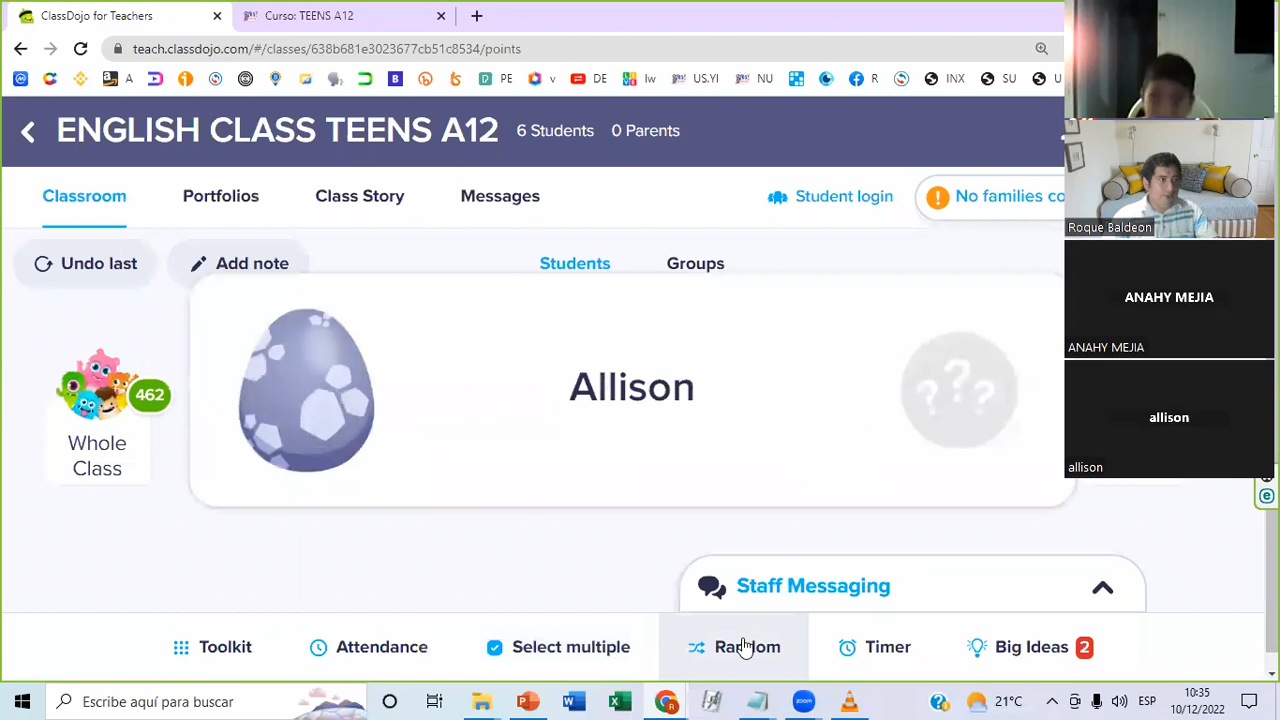 ClassDojo for Teachers
Curso: TEENS A12
teach.classdojo.com/#/classes/638b681e3023677cb51c8534/points
A
PE
v
DE
Iw
US.YI
NU
R
INX
SU
U
ENGLISH CLASS TEENS A12
6 Students
0 Parents
Classroom
Portfolios
Class Story
Messages
Student login
No families co
Undo last
Add note
Students
Groups
462
Whole
Class
Allison
? ? ?
Roque Baldeon
ANAHY MEJIA
ANAHY MEJIA
allison
allison
Staff Messaging
Toolkit
Attendance
Select multiple
Random
Timer
Big Ideas 2
Escribe aquí para buscar
21°C
ESP
10:35
10/12/2022